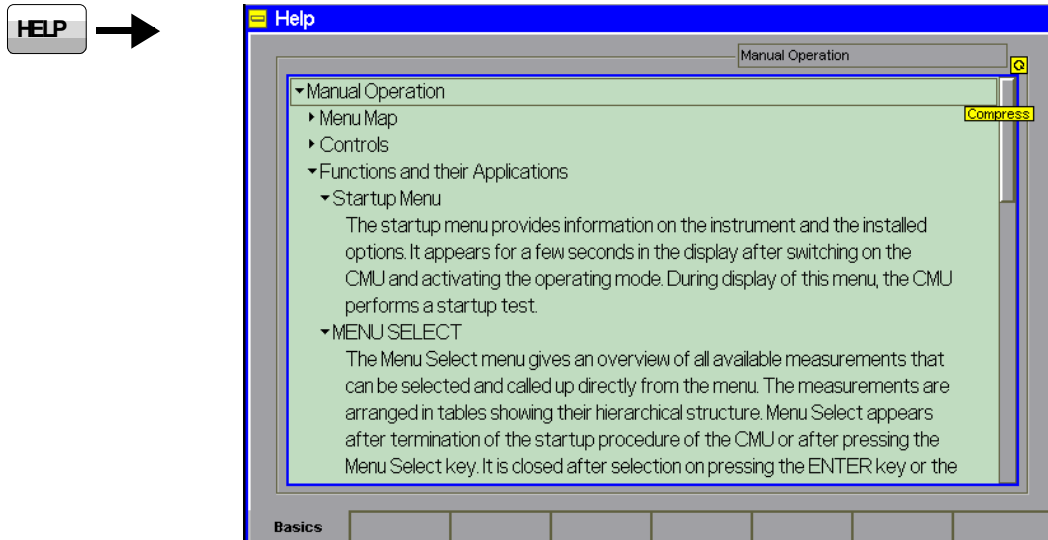 HELP
Help
Manual Operation
Manual Operation
Compress
Menu Map
Controls
Functions and their Applications
Startup Menu
The startup menu provides information on the instrument and the installed
options. It appears for a few seconds in the display after switching on the
CMU and activating the operating mode. During display of this menu, the CMU
performs a startup test.
MENU SELECT
The Menu Select menu gives an overview of all available measurements that
can be selected and called up directly from the menu. The measurements are
arranged in tables showing their hierarchical structure. Menu Select appears
after termination of the startup procedure of the CMU or after pressing the
Menu Select key. It is closed after selection on pressing the ENTER key or the
Basics